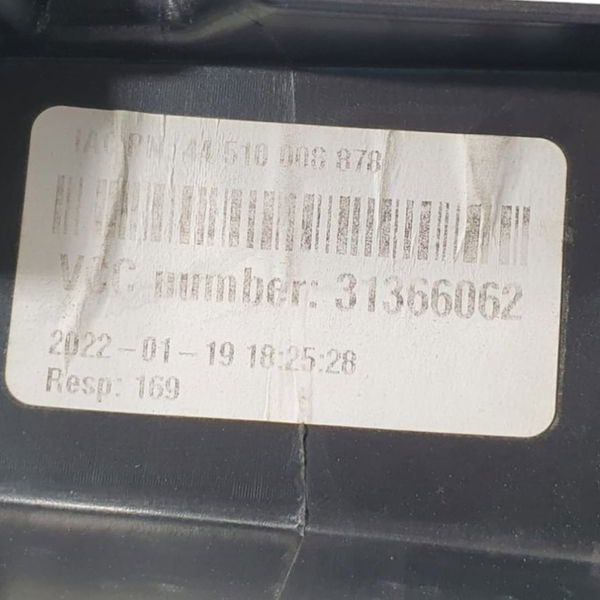 IAC PN: 44 510 006 878
VCC number: 31366062
2022-01-19 18:25:28
Resp: 169